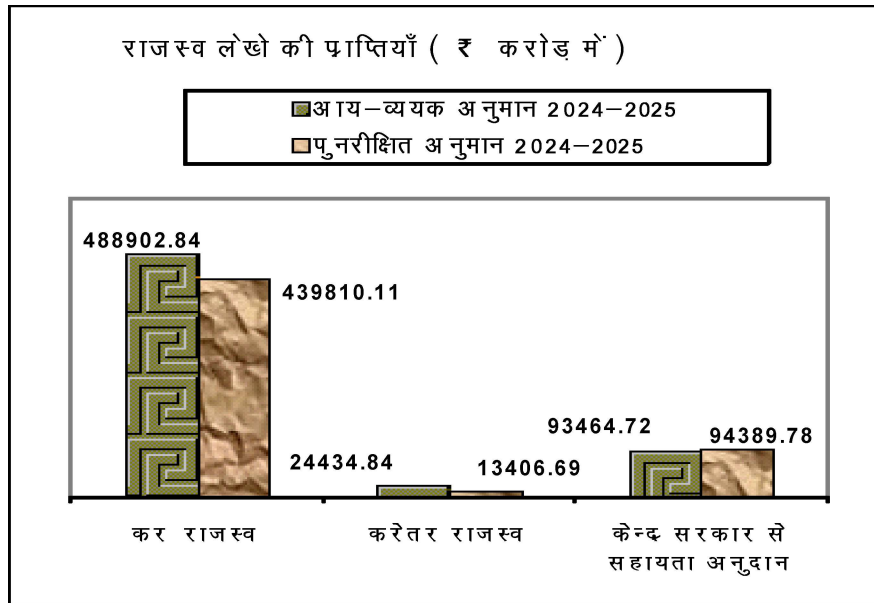 राजस्व लेखे की प्राप्तियाँ ( ₹ करोड़ में )
आय–व्ययक अनुमान 2024–2025
पुनरीक्षित अनुमान 2024–2025
488902.84
439810.11
24434.84
13406.69
93464.72
94389.78
कर राजस्व
करेतर राजस्व
केन्द्र सरकार से
सहायता अनुदान